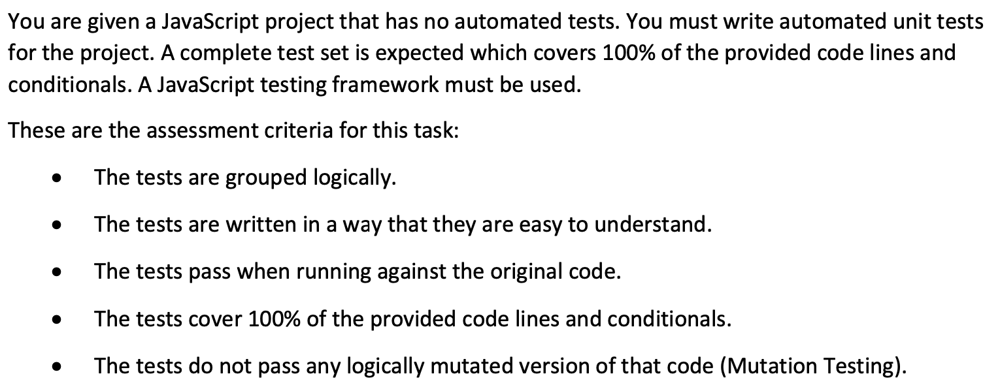 You are given a JavaScript project that has no automated tests. You must write automated unit tests
for the project. A complete test set is expected which covers 100% of the provided code lines and
conditionals. A JavaScript testing framework must be used.
These are the assessment criteria for this task:
• The tests are grouped logically.
• The tests are written in a way that they are easy to understand.
• The tests pass when running against the original code.
• The tests cover 100% of the provided code lines and conditionals.
• The tests do not pass any logically mutated version of that code (Mutation Testing).